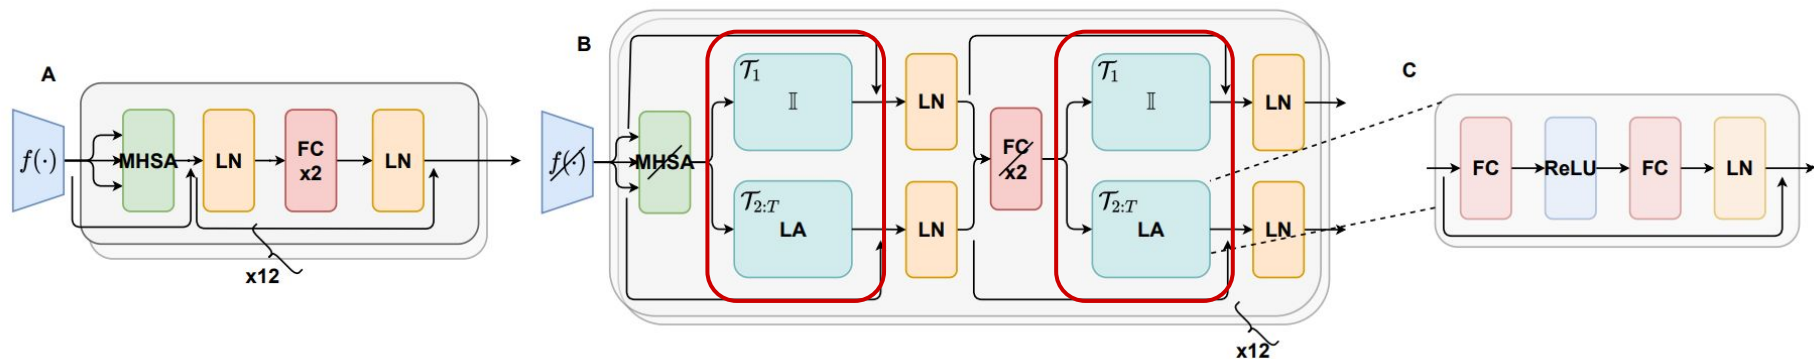 A
f(·)
MHSA
LN
FC
x2
LN
x12
B
f(·)
MHSA
𝒯₁
𝕀
𝒯₂:T
LA
LN
LN
FC
x2
𝒯₁
𝕀
𝒯₂:T
LA
LN
LN
x12
C
FC
ReLU
FC
LN